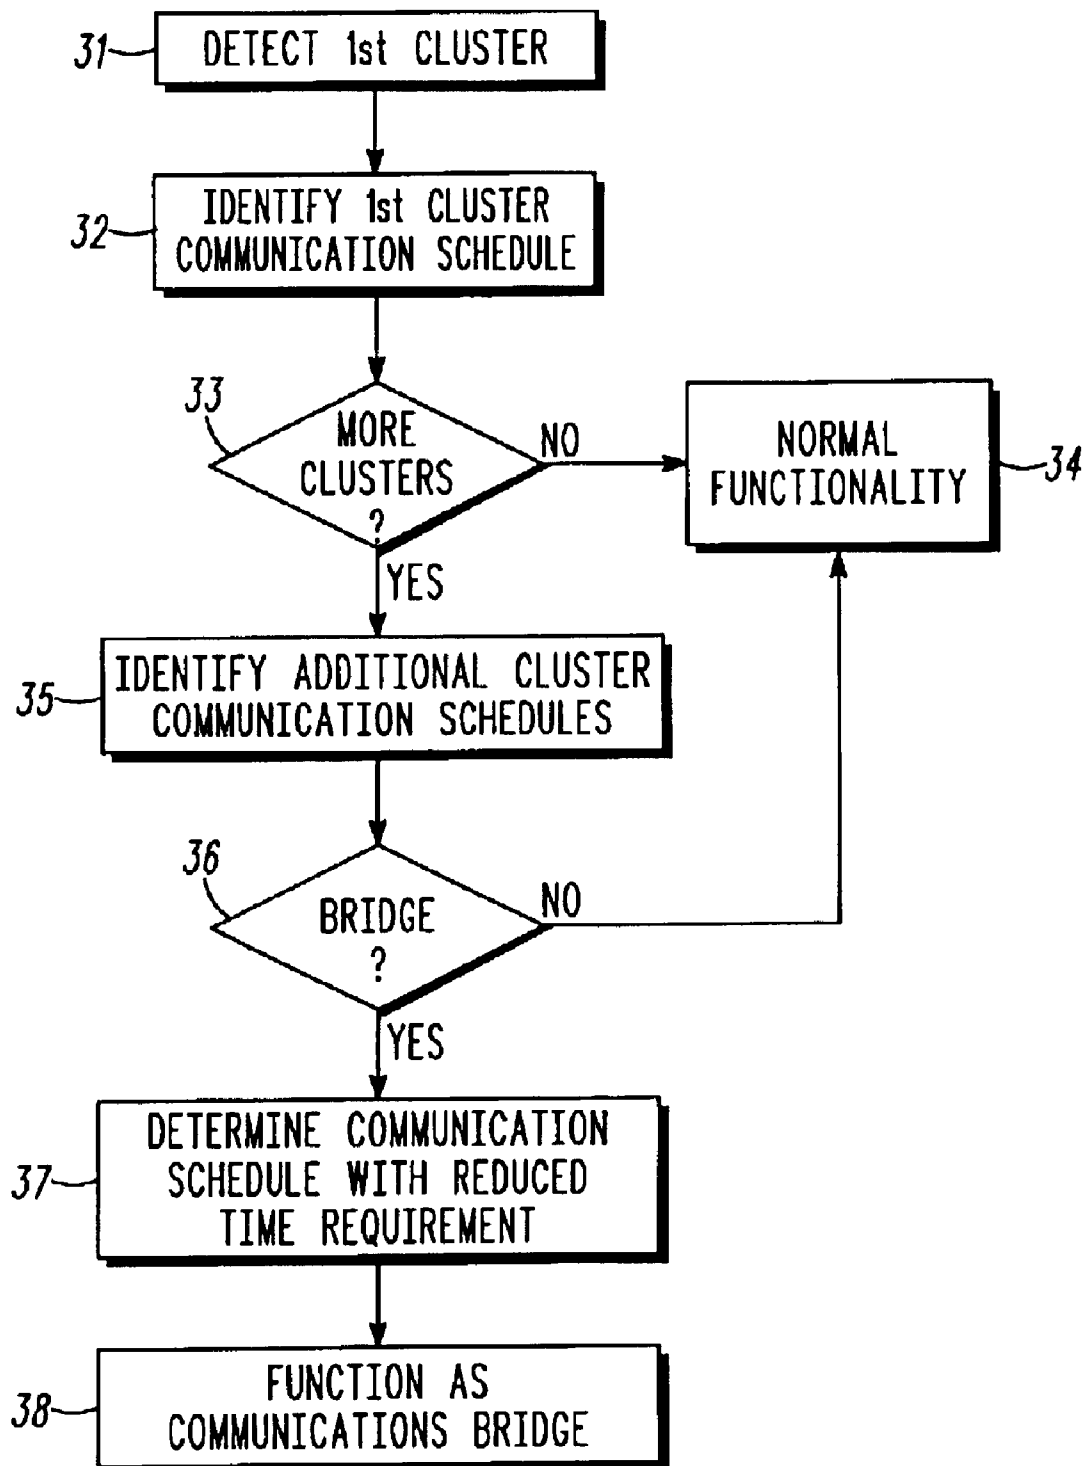 31
DETECT 1st CLUSTER
32
IDENTIFY 1st CLUSTER
COMMUNICATION SCHEDULE
33
MORE
CLUSTERS
?
NO
NORMAL
FUNCTIONALITY
34
YES
35
IDENTIFY ADDITIONAL CLUSTER
COMMUNICATION SCHEDULES
36
BRIDGE
?
NO
YES
37
DETERMINE COMMUNICATION
SCHEDULE WITH REDUCED
TIME REQUIREMENT
38
FUNCTION AS
COMMUNICATIONS BRIDGE